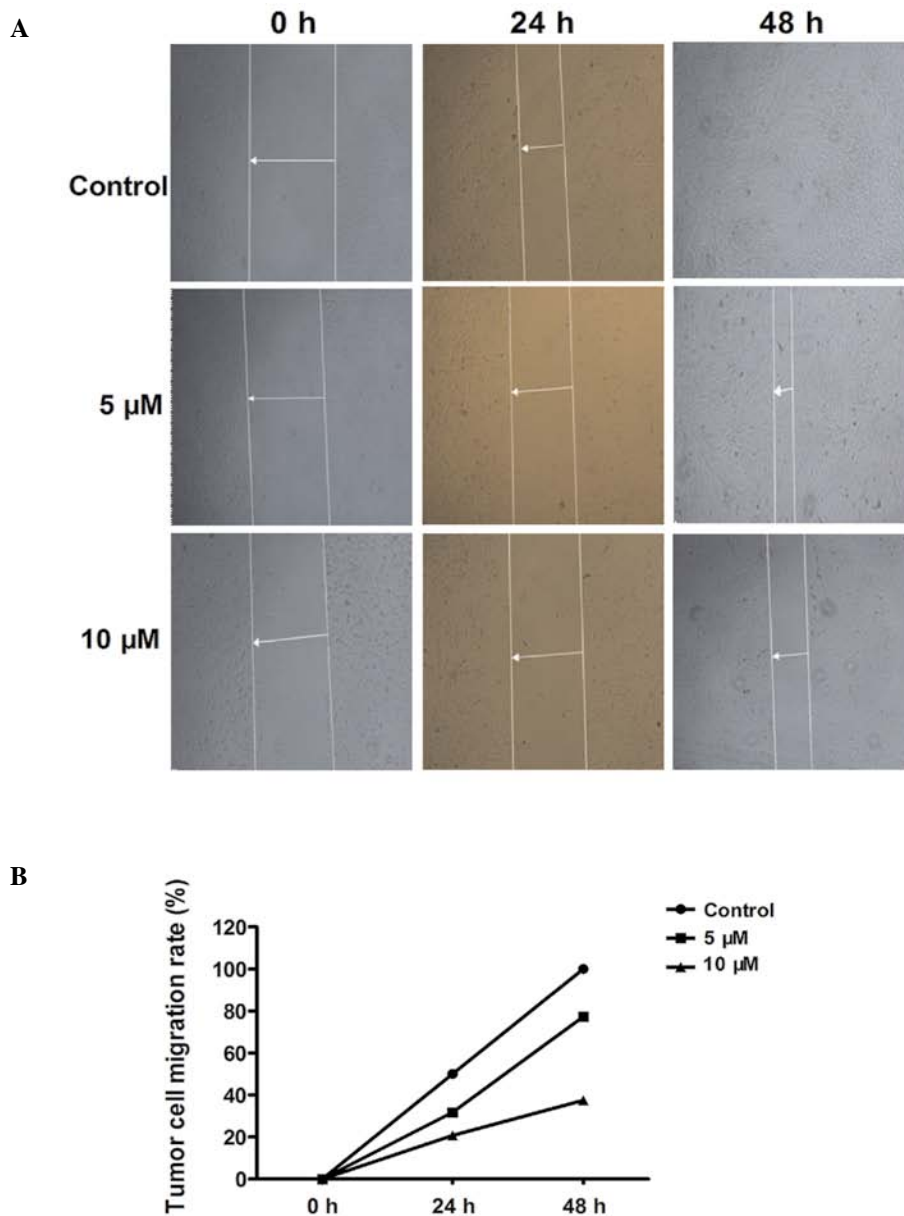 A
0 h 24 h 48 h
Control
5 µM
10 µM
B
Tumor cell migration rate (%)
120
100
80
60
40
20
0
0 h 24 h 48 h
Control
5 µM
10 µM